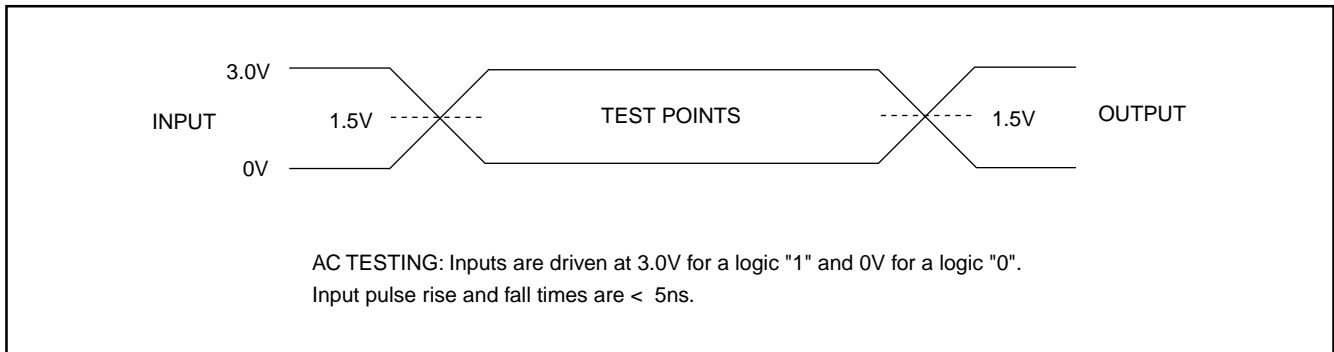 3.0V
INPUT 1.5V TEST POINTS 1.5V OUTPUT
0V
AC TESTING: Inputs are driven at 3.0V for a logic "1" and 0V for a logic "0".
Input pulse rise and fall times are < 5ns.